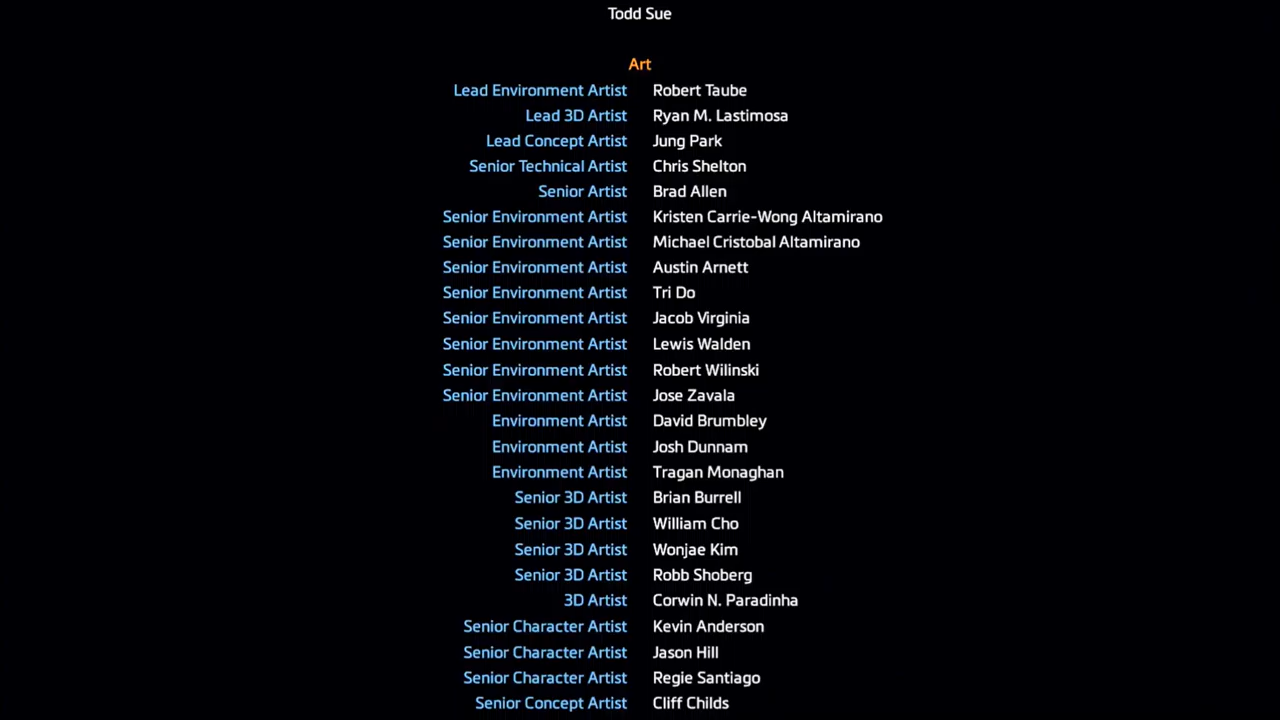 Todd Sue
Art
Lead Environment Artist Robert Taube
Lead 3D Artist Ryan M. Lastimosa
Lead Concept Artist Jung Park
Senior Technical Artist Chris Shelton
Senior Artist Brad Allen
Senior Environment Artist Kristen Carrie-Wong Altamirano
Senior Environment Artist Michael Cristobal Altamirano
Senior Environment Artist Austin Arnett
Senior Environment Artist Tri Do
Senior Environment Artist Jacob Virginia
Senior Environment Artist Lewis Walden
Senior Environment Artist Robert Wilinski
Senior Environment Artist Jose Zavala
Environment Artist David Brumbley
Environment Artist Josh Dunnam
Environment Artist Tragan Monaghan
Senior 3D Artist Brian Burrell
Senior 3D Artist William Cho
Senior 3D Artist Wonjae Kim
Senior 3D Artist Robb Shoberg
3D Artist Corwin N. Paradinha
Senior Character Artist Kevin Anderson
Senior Character Artist Jason Hill
Senior Character Artist Regie Santiago
Senior Concept Artist Cliff Childs